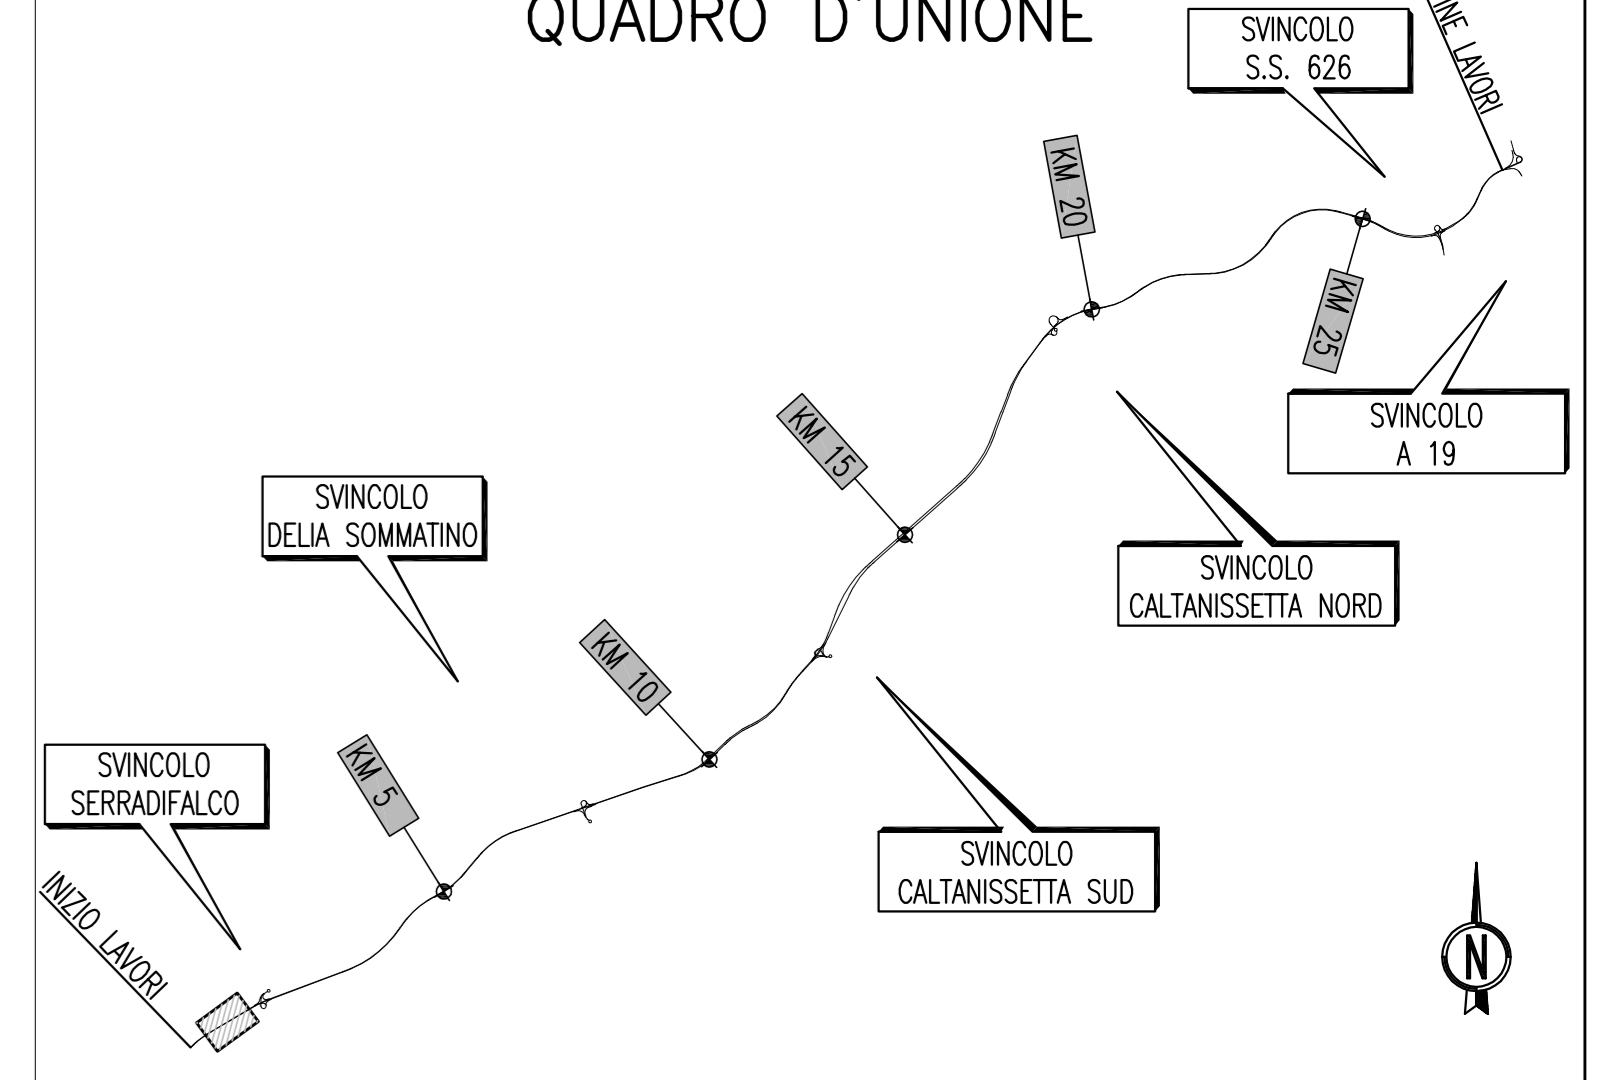 QUADRO D'UNIONE
SVINCOLO
S.S. 626
INE LAVORI
KM 20
KM 25
SVINCOLO
A 19
KM 15
SVINCOLO
DELIA SOMMATINO
SVINCOLO
CALTANISSETTA NORD
KM 10
SVINCOLO
SERRADIFALCO
KM 5
SVINCOLO
CALTANISSETTA SUD
INIZIO LAVORI
N